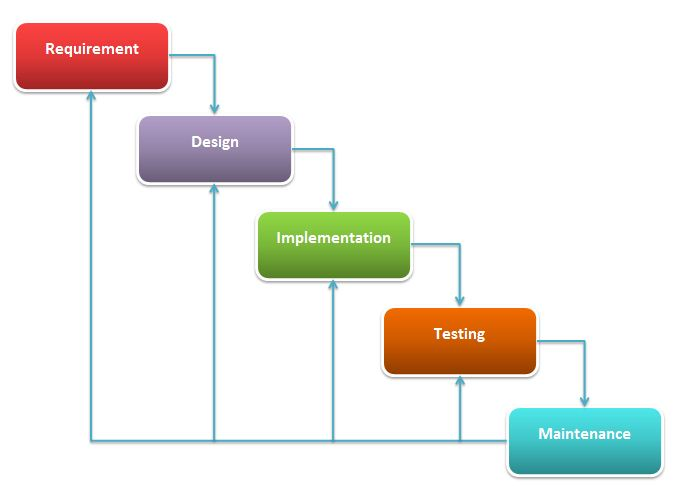 Requirement
Design
Implementation
Testing
Maintenance